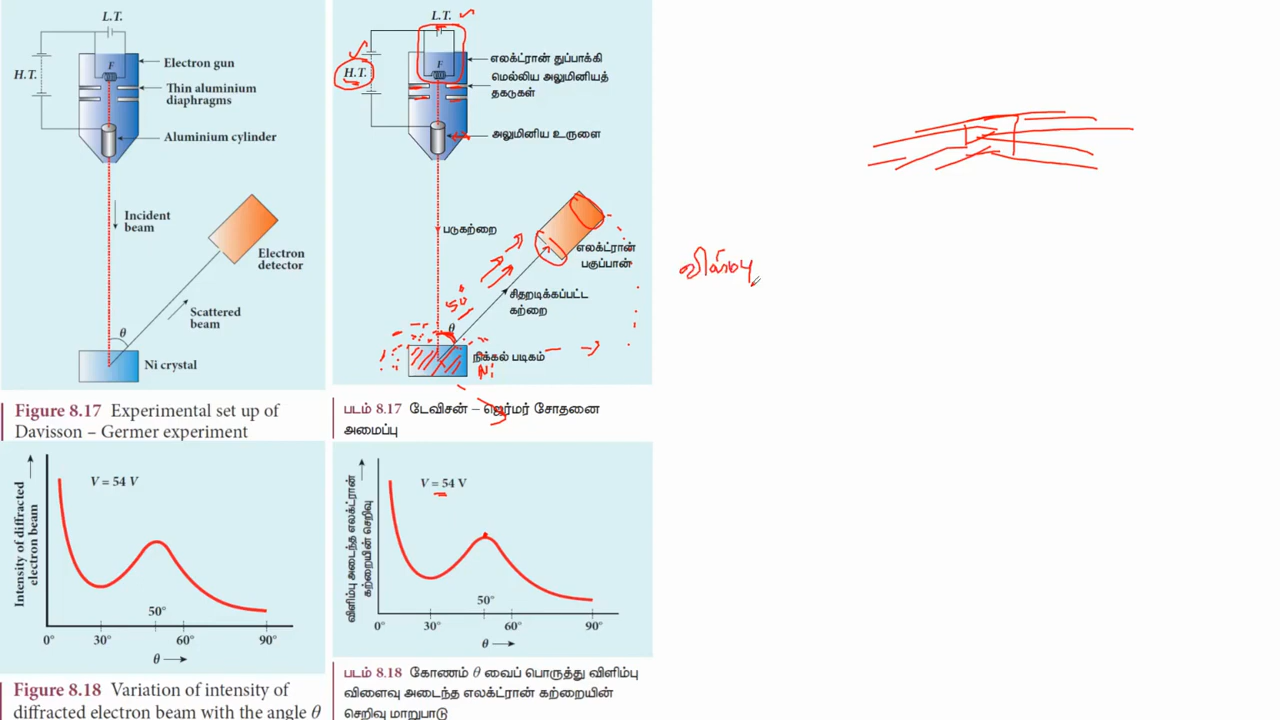 L.T.
F
H.T.
Electron gun
Thin aluminium
diaphragms
Aluminium cylinder
Incident
beam
Electron
detector
Scattered
beam
θ
Ni crystal
Figure 8.17 Experimental set up of
Davisson – Germer experiment
V = 54 V
Intensity of diffracted
electron beam
50°
0° 30° 60° 90°
θ
Figure 8.18 Variation of intensity of
diffracted electron beam with the angle θ
L.T.
F
H.T.
எலக்ட்ரான் துப்பாக்கி
மெல்லிய அலுமினியத்
தகடுகள்
அலுமினிய உருளை
படுகற்றை
எலக்ட்ரான்
பகுப்பான்
50°
சிதறடிக்கப்பட்ட
கற்றை
θ
நிக்கல் படிகம்
Ni
படம் 8.17 டேவிசன் – ஜெர்மர் சோதனை
அமைப்பு
V = 54 V
விளிம்பு அடைந்த எலக்ட்ரான்
கற்றையின் செறிவு
50°
0° 30° 60° 90°
θ
படம் 8.18 கோணம் θ வைப் பொருத்து விளிம்பு
விளைவு அடைந்த எலக்ட்ரான் கற்றையின்
செறிவு மாறுபாடு